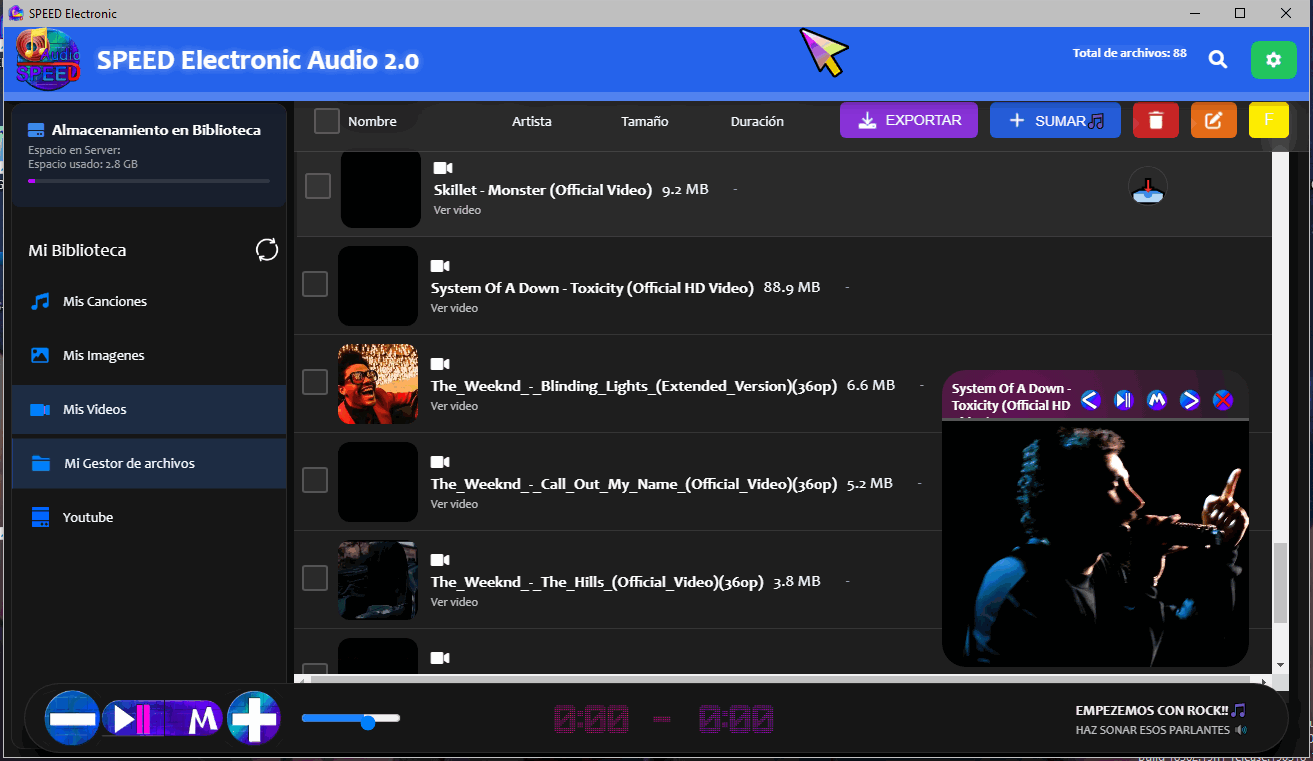 SPEED Electronic
Audio
SPEED
SPEED Electronic Audio 2.0
Total de archivos: 88
Almacenamiento en Biblioteca
Espacio en Server:
Espacio usado: 2.8 GB
Mi Biblioteca
Mis Canciones
Mis Imagenes
Mis Videos
Mi Gestor de archivos
Youtube
Nombre Artista Tamaño Duración EXPORTAR + SUMAR F
Skillet - Monster (Official Video) 9.2 MB -
Ver video
System Of A Down - Toxicity (Official HD Video) 88.9 MB -
Ver video
The_Weeknd_-_Blinding_Lights_(Extended_Version)(360p) 6.6 MB -
Ver video
The_Weeknd_-_Call_Out_My_Name_(Official_Video)(360p) 5.2 MB -
Ver video
The_Weeknd_-_The_Hills_(Official_Video)(360p) 3.8 MB -
Ver video
System Of A Down -
Toxicity (Official HD
M
M
0:00 - 0:00
EMPEZEMOS CON ROCK!!
HAZ SONAR ESOS PARLANTES